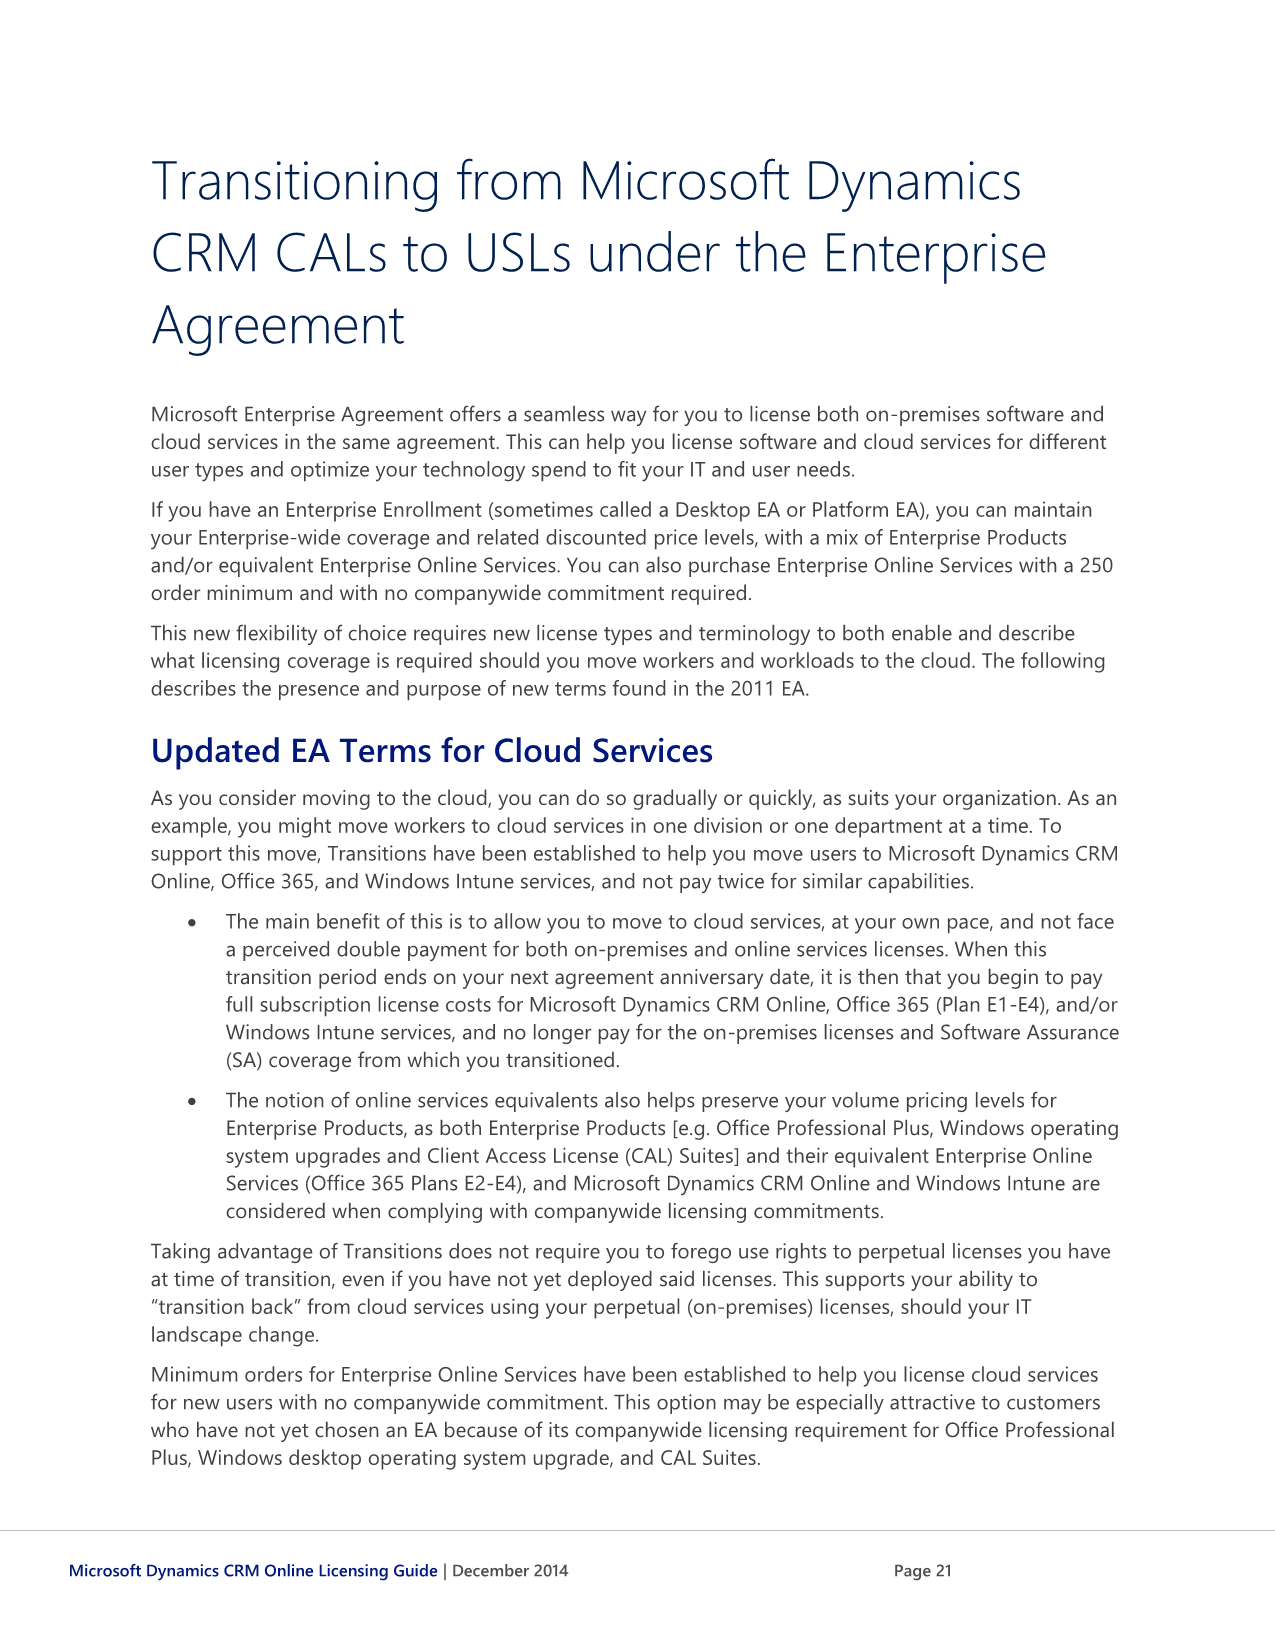 Transitioning from Microsoft Dynamics
CRM CALs to USLs under the Enterprise
Agreement
Microsoft Enterprise Agreement offers a seamless way for you to license both on-premises software and
cloud services in the same agreement. This can help you license software and cloud services for different
user types and optimize your technology spend to fit your IT and user needs.
If you have an Enterprise Enrollment (sometimes called a Desktop EA or Platform EA), you can maintain
your Enterprise-wide coverage and related discounted price levels, with a mix of Enterprise Products
and/or equivalent Enterprise Online Services. You can also purchase Enterprise Online Services with a 250
order minimum and with no companywide commitment required.
This new flexibility of choice requires new license types and terminology to both enable and describe
what licensing coverage is required should you move workers and workloads to the cloud. The following
describes the presence and purpose of new terms found in the 2011 EA.
Updated EA Terms for Cloud Services
As you consider moving to the cloud, you can do so gradually or quickly, as suits your organization. As an
example, you might move workers to cloud services in one division or one department at a time. To
support this move, Transitions have been established to help you move users to Microsoft Dynamics CRM
Online, Office 365, and Windows Intune services, and not pay twice for similar capabilities.
• The main benefit of this is to allow you to move to cloud services, at your own pace, and not face
a perceived double payment for both on-premises and online services licenses. When this
transition period ends on your next agreement anniversary date, it is then that you begin to pay
full subscription license costs for Microsoft Dynamics CRM Online, Office 365 (Plan E1-E4), and/or
Windows Intune services, and no longer pay for the on-premises licenses and Software Assurance
(SA) coverage from which you transitioned.
• The notion of online services equivalents also helps preserve your volume pricing levels for
Enterprise Products, as both Enterprise Products [e.g. Office Professional Plus, Windows operating
system upgrades and Client Access License (CAL) Suites] and their equivalent Enterprise Online
Services (Office 365 Plans E2-E4), and Microsoft Dynamics CRM Online and Windows Intune are
considered when complying with companywide licensing commitments.
Taking advantage of Transitions does not require you to forego use rights to perpetual licenses you have
at time of transition, even if you have not yet deployed said licenses. This supports your ability to
“transition back” from cloud services using your perpetual (on-premises) licenses, should your IT
landscape change.
Minimum orders for Enterprise Online Services have been established to help you license cloud services
for new users with no companywide commitment. This option may be especially attractive to customers
who have not yet chosen an EA because of its companywide licensing requirement for Office Professional
Plus, Windows desktop operating system upgrade, and CAL Suites.
Microsoft Dynamics CRM Online Licensing Guide | December 2014 Page 21